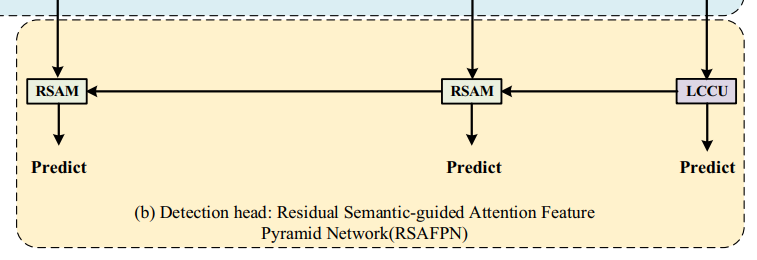 RSAM
RSAM
LCCU
Predict
Predict
Predict
(b) Detection head: Residual Semantic-guided Attention Feature
Pyramid Network(RSAFPN)